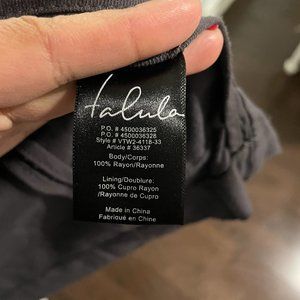 talula
P.O. # 4500036325
P.O. # 4500036328
Style # VTW2-4118-33
Article # 36337
Body/Corps:
100% Rayon/Rayonne
Lining/Doublure:
100% Cupro Rayon
/Rayonne de Cupro
Made in China
Fabriqué en Chine